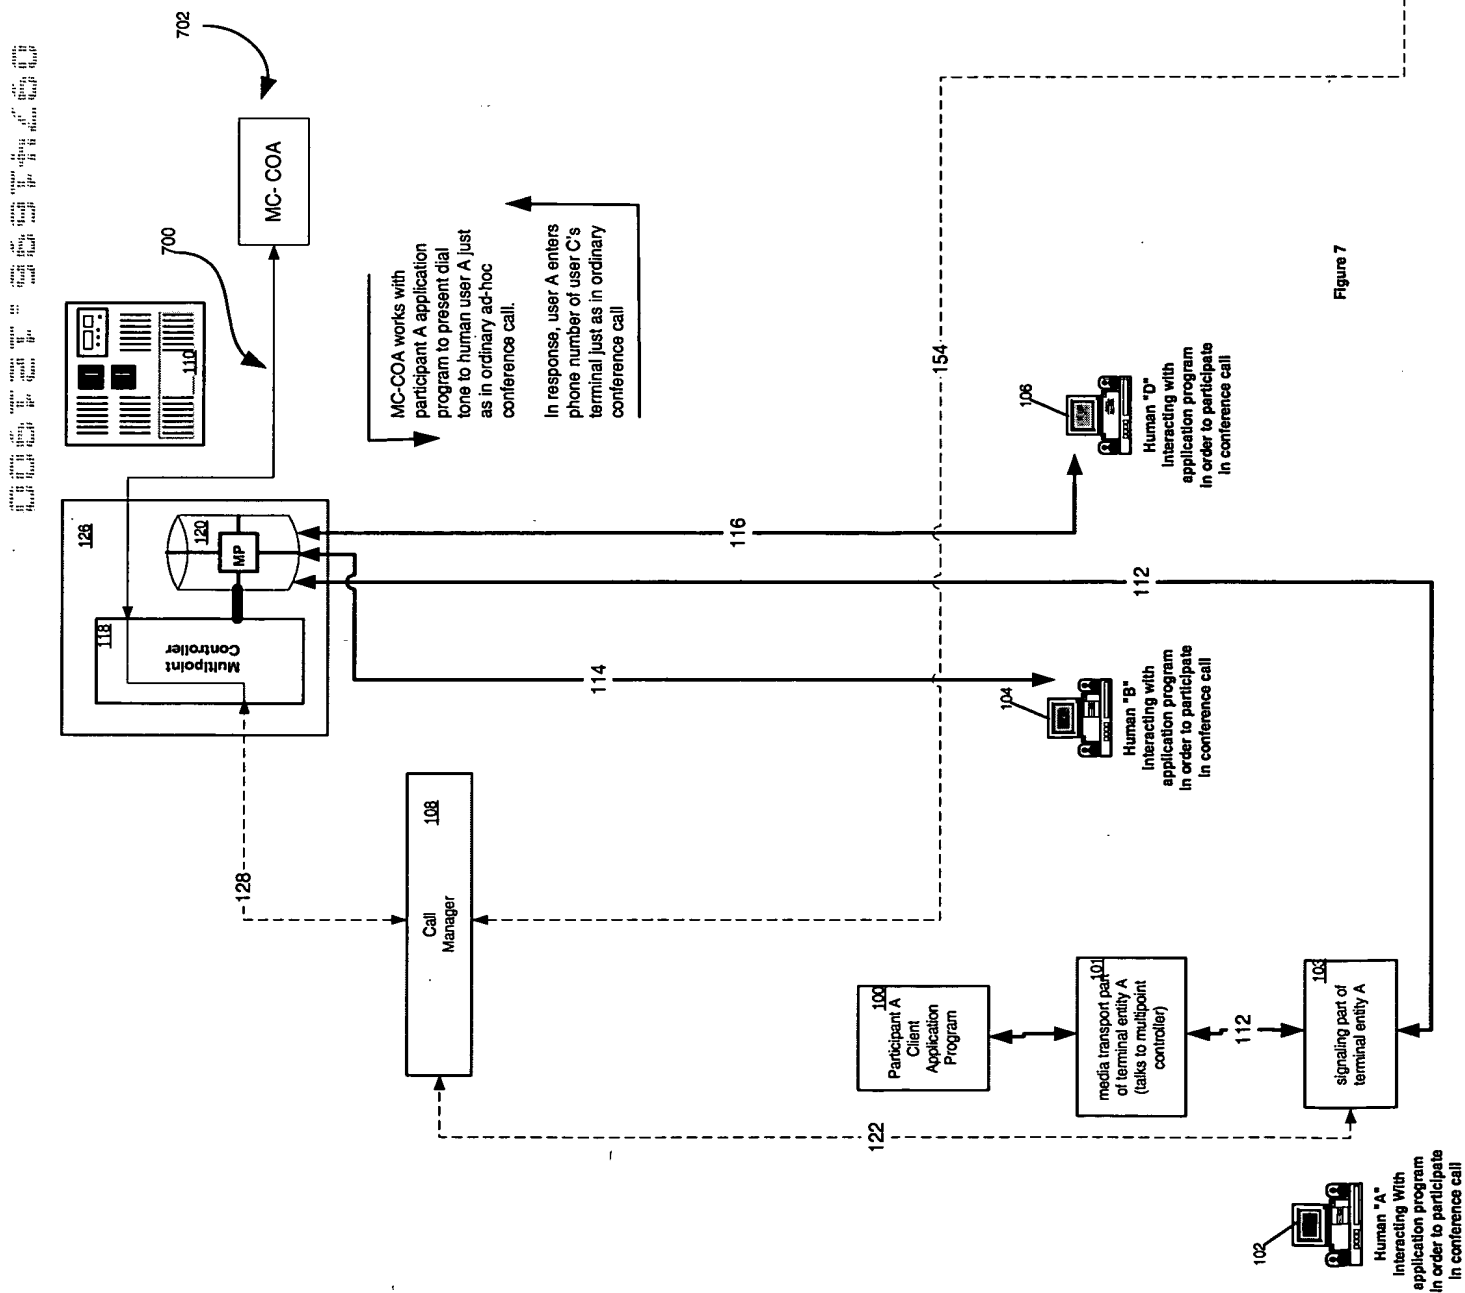 126
118
Multipoint
Controller
120
MP
110
700
MC- COA
702
128
Call
Manager
108
MC-COA works with
participant A application
program to present dial
tone to human user A just
as in ordinary ad-hoc
conference call.
In response, user A enters
phone number of user C's
terminal just as in ordinary
conference call
114
116
122
100
Participant A
Client
Application
Program
154
104
Human "B"
Interacting with
application program
in order to participate
in conference call
106
Human "D"
Interacting with
application program
in order to participate
in conference call
101
media transport part
of terminal entity A
(talks to multipoint
controller)
112
112
103
signaling part of
terminal entity A
102
Human "A"
Interacting With
application program
in order to participate
in conference call
Figure 7